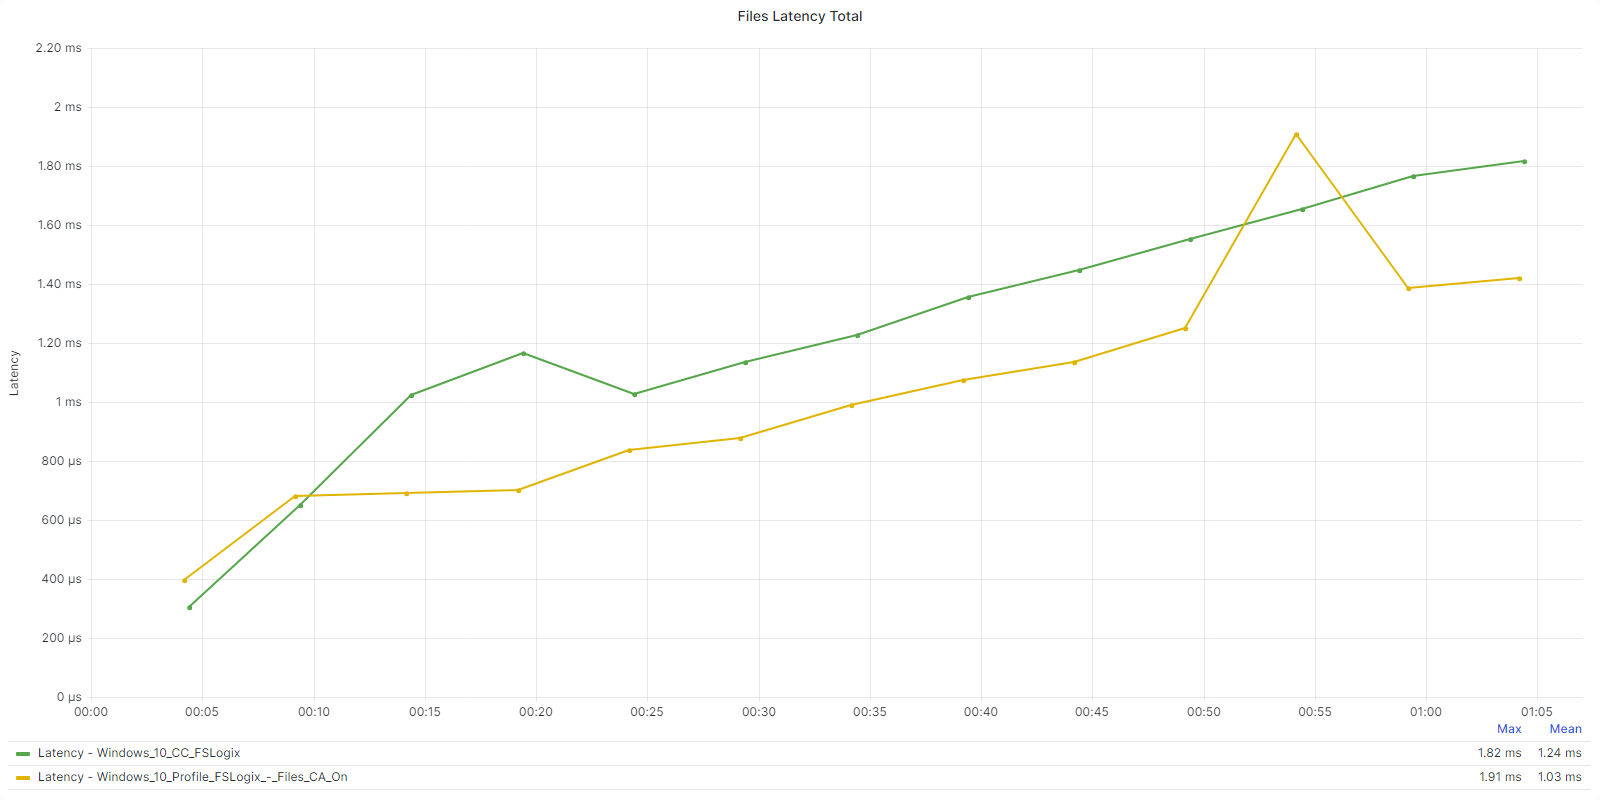 Files Latency Total
2.20 ms
2 ms
1.80 ms
1.60 ms
1.40 ms
1.20 ms
1 ms
800 µs
600 µs
400 µs
200 µs
0 µs
Latency
00:00 00:05 00:10 00:15 00:20 00:25 00:30 00:35 00:40 00:45 00:50 00:55 01:00 01:05
Max Mean
Latency - Windows_10_CC_FSLogix 1.82 ms 1.24 ms
Latency - Windows_10_Profile_FSLogix_-_Files_CA_On 1.91 ms 1.03 ms